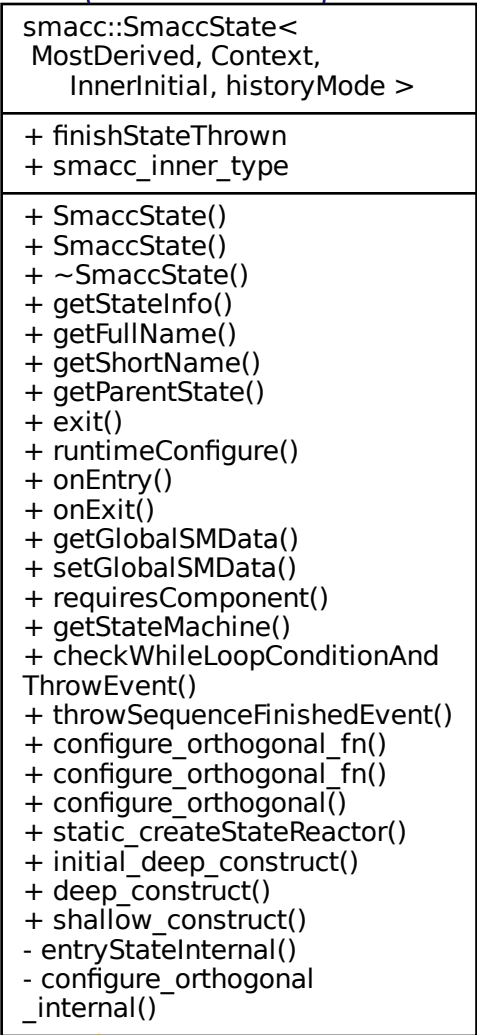 smacc::SmaccState<
MostDerived, Context,
InnerInitial, historyMode >
+ finishStateThrown
+ smacc_inner_type
+ SmaccState()
+ SmaccState()
+ ~SmaccState()
+ getStateInfo()
+ getFullName()
+ getShortName()
+ getParentState()
+ exit()
+ runtimeConfigure()
+ onEntry()
+ onExit()
+ getGlobalSMData()
+ setGlobalSMData()
+ requiresComponent()
+ getStateMachine()
+ checkWhileLoopConditionAnd
ThrowEvent()
+ throwSequenceFinishedEvent()
+ configure_orthogonal_fn()
+ configure_orthogonal_fn()
+ configure_orthogonal()
+ static_createStateReactor()
+ initial_deep_construct()
+ deep_construct()
+ shallow_construct()
- entryStateInternal()
- configure_orthogonal
_internal()